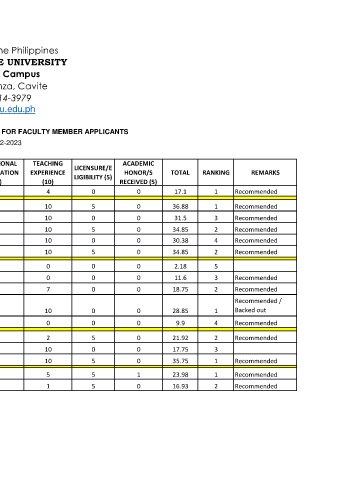 ne Philippines
E UNIVERSITY
Campus
nza, Cavite
14-3979
u.edu.ph
FOR FACULTY MEMBER APPLICANTS
2-2023
ONAL TEACHING LICENSURE/E ACADEMIC TOTAL RANKING REMARKS
ATION EXPERIENCE LIGIBILITY (5) HONOR/S
) (10) RECEIVED (5)
4 0 0 17.1 1 Recommended
10 5 0 36.88 1 Recommended
10 0 0 31.5 3 Recommended
10 5 0 34.85 2 Recommended
10 0 0 30.38 4 Recommended
10 5 0 34.85 2 Recommended
0 0 0 2.18 5
0 0 0 11.6 3 Recommended
7 0 0 18.75 2 Recommended
10 0 0 28.85 1 Recommended /
Backed out
0 0 0 9.9 4 Recommended
2 5 0 21.92 2 Recommended
10 0 0 17.75 3
10 5 0 35.75 1 Recommended
5 5 1 23.98 1 Recommended
1 5 0 16.93 2 Recommended